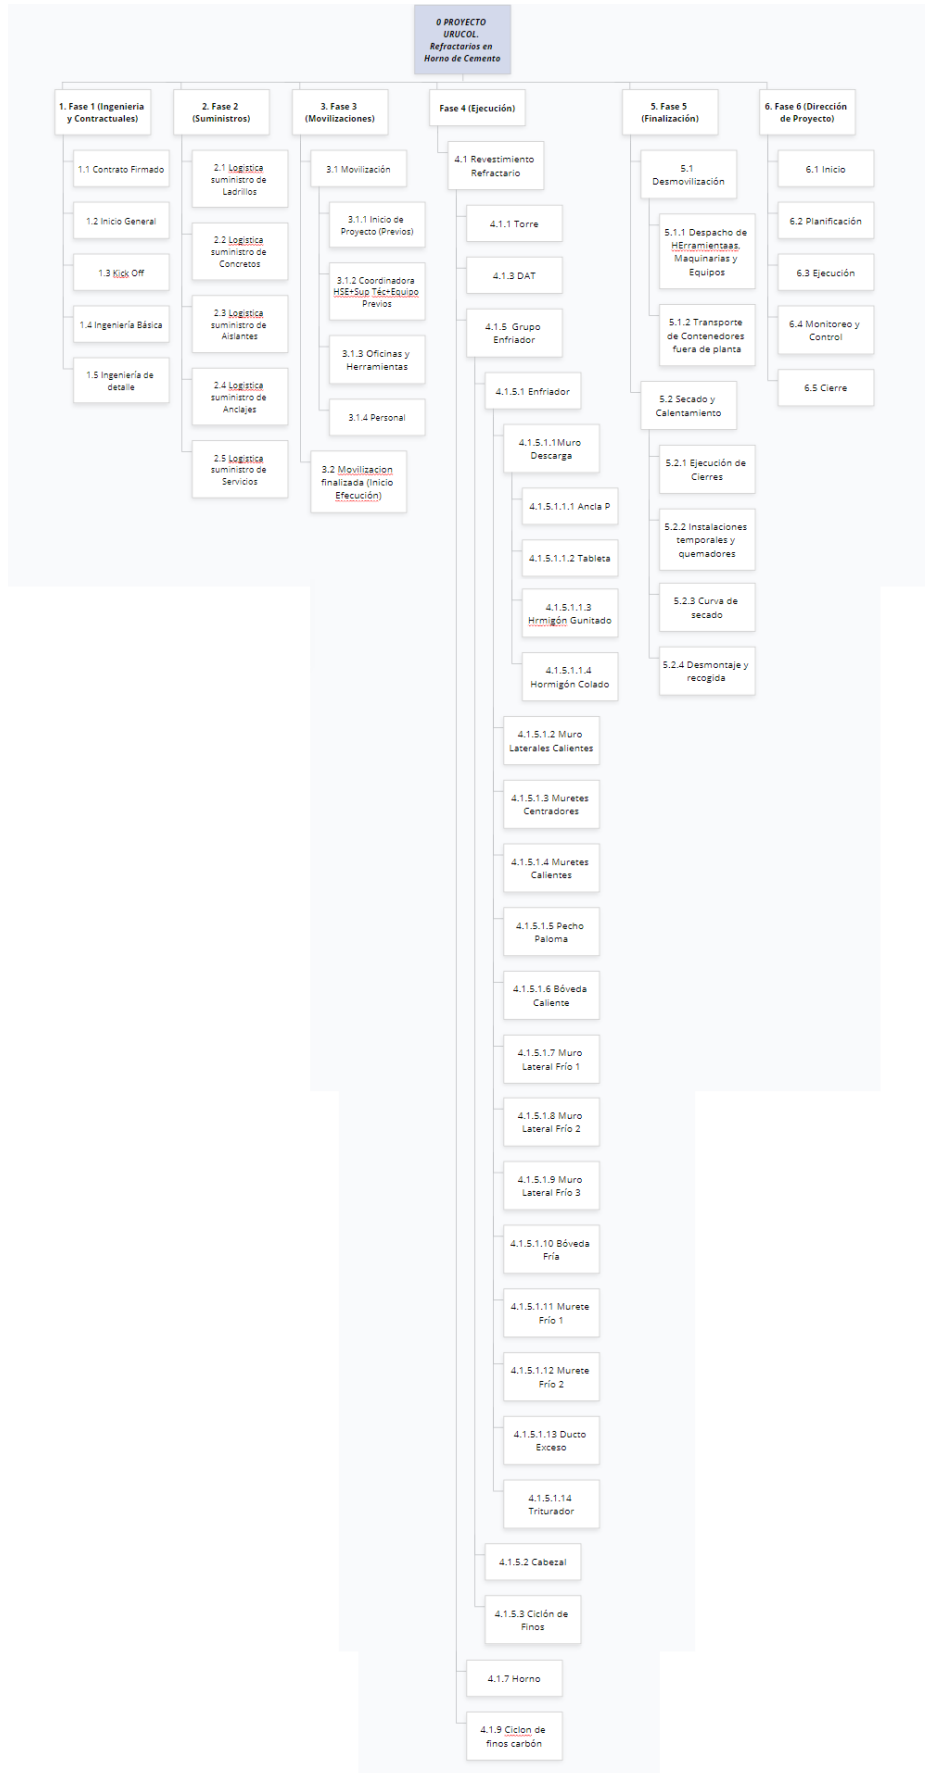 0 PROYECTO
URUCOL.
Refractarios en
Horno de Cemento
1. Fase 1 (Ingenieria
y Contractuales)
1.1 Contrato Firmado
1.2 Inicio General
1.3 Kick Off
1.4 Ingeniería Básica
1.5 Ingeniería de
detalle
2. Fase 2
(Suministros)
2.1 Logistica
suministro de
Ladrillos
2.2 Logistica
suministro de
Concretos
2.3 Logistica
suministro de
Aislantes
2.4 Logistica
suministro de
Anclajes
2.5 Logistica
suministro de
Servicios
3. Fase 3
(Movilizaciones)
3.1 Movilización
3.1.1 Inicio de
Proyecto (Previos)
3.1.2 Coordinadora
HSE+Sup Téc+Equipo
Previos
3.1.3 Oficinas y
Herramientas
3.1.4 Personal
3.2 Movilizacion
finalizada (Inicio
Efecución)
Fase 4 (Ejecución)
4.1 Revestimiento
Refractario
4.1.1 Torre
4.1.3 DAT
4.1.5 Grupo
Enfriador
4.1.5.1 Enfriador
4.1.5.1.1Muro
Descarga
4.1.5.1.1.1 Ancla P
4.1.5.1.1.2 Tableta
4.1.5.1.1.3
Hrmigón Gunitado
4.1.5.1.1.4
Hormigón Colado
4.1.5.1.2 Muro
Laterales Calientes
4.1.5.1.3 Muretes
Centradores
4.1.5.1.4 Muretes
Calientes
4.1.5.1.5 Pecho
Paloma
4.1.5.1.6 Bóveda
Caliente
4.1.5.1.7 Muro
Lateral Frío 1
4.1.5.1.8 Muro
Lateral Frío 2
4.1.5.1.9 Muro
Lateral Frío 3
4.1.5.1.10 Bóveda
Fría
4.1.5.1.11 Murete
Frío 1
4.1.5.1.12 Murete
Frío 2
4.1.5.1.13 Ducto
Exceso
4.1.5.1.14
Triturador
4.1.5.2 Cabezal
4.1.5.3 Ciclón de
Finos
4.1.7 Horno
4.1.9 Ciclon de
finos carbón
5. Fase 5
(Finalización)
5.1
Desmovilización
5.1.1 Despacho de
HErramientaas,
Maquinarias y
Equipos
5.1.2 Transporte
de Contenedores
fuera de planta
5.2 Secado y
Calentamiento
5.2.1 Ejecución de
Cierres
5.2.2 Instalaciones
temporales y
quemadores
5.2.3 Curva de
secado
5.2.4 Desmontaje y
recogida
6. Fase 6 (Dirección
de Proyecto)
6.1 Inicio
6.2 Planificación
6.3 Ejecución
6.4 Monitoreo y
Control
6.5 Cierre